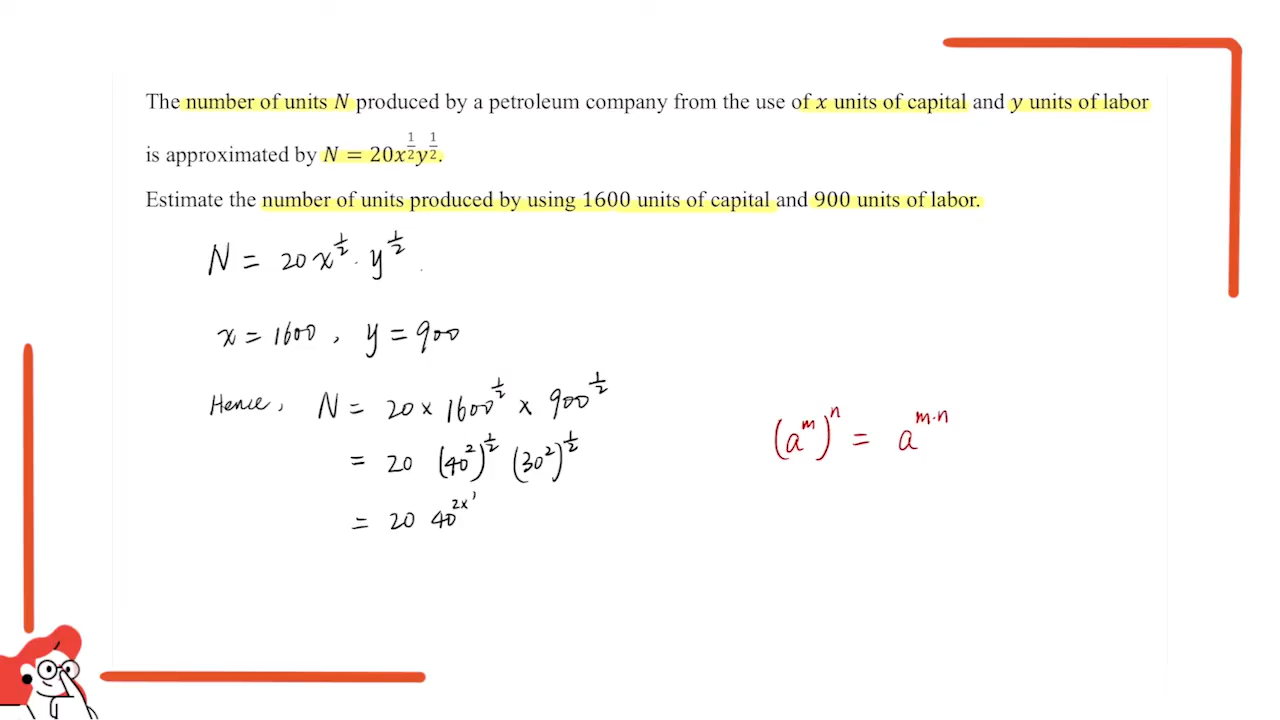 The number of units N produced by a petroleum company from the use of x units of capital and y units of labor
is approximated by N = 20x^{1/2}y^{1/2}.
Estimate the number of units produced by using 1600 units of capital and 900 units of labor.
N = 20x^{1/2} · y^{1/2}
x = 1600 , y = 900
Hence, N = 20 × 1600^{1/2} × 900^{1/2}
= 20 (40^2)^{1/2} (30^2)^{1/2}
(a^m)^n = a^{m·n}
= 20 40^{2×1}